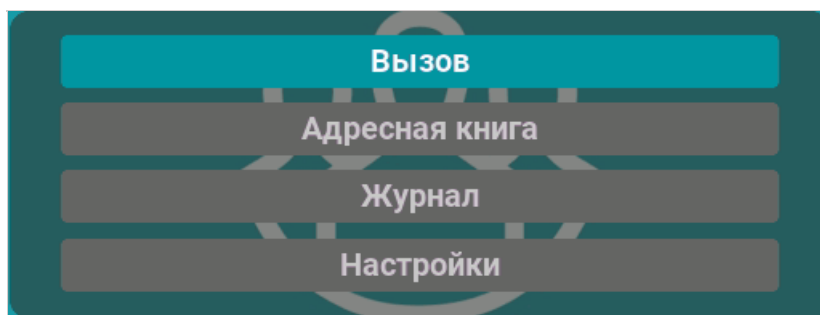 Вызов
Адресная книга
Журнал
Настройки